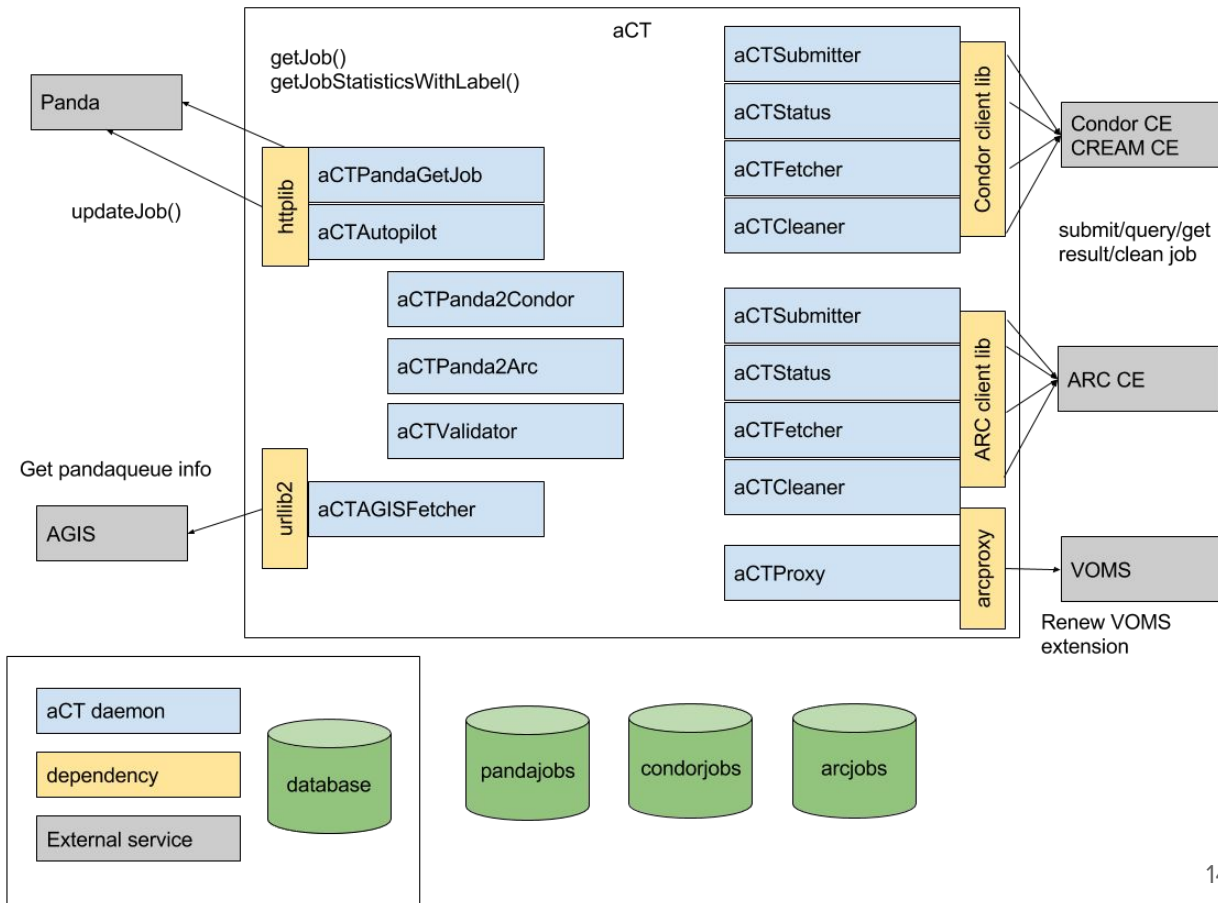 aCT
getJob()
getJobStatisticsWithLabel()
Panda
updateJob()
httplib
aCTPandaGetJob
aCTAutopilot
aCTPanda2Condor
aCTPanda2Arc
aCTValidator
Get pandaqueue info
AGIS
urllib2
aCTAGISFetcher
aCTSubmitter
aCTStatus
aCTFetcher
aCTCleaner
Condor client lib
Condor CE
CREAM CE
submit/query/get
result/clean job
aCTSubmitter
aCTStatus
aCTFetcher
aCTCleaner
ARC client lib
ARC CE
aCTProxy
arcproxy
VOMS
Renew VOMS
extension
aCT daemon
dependency
External service
database
pandajobs
condorjobs
arcjobs